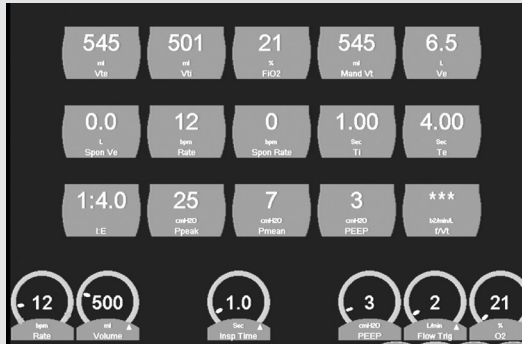 545 501 21 545 6.5
ml ml % ml L
Vte Vti FiO2 Mand Vt Ve
0.0 12 0 1.00 4.00
L bpm bpm Sec Sec
Spon Ve Rate Spon Rate Ti Te
1:4.0 25 7 3 ***
cmH2O cmH2O cmH2O b2/min/L
I:E Ppeak Pmean PEEP f/Vt
12 500 1.0 3 2 21
bpm ml Sec cmH2O L/min %
Rate Volume Insp Time PEEP Flow Trig O2